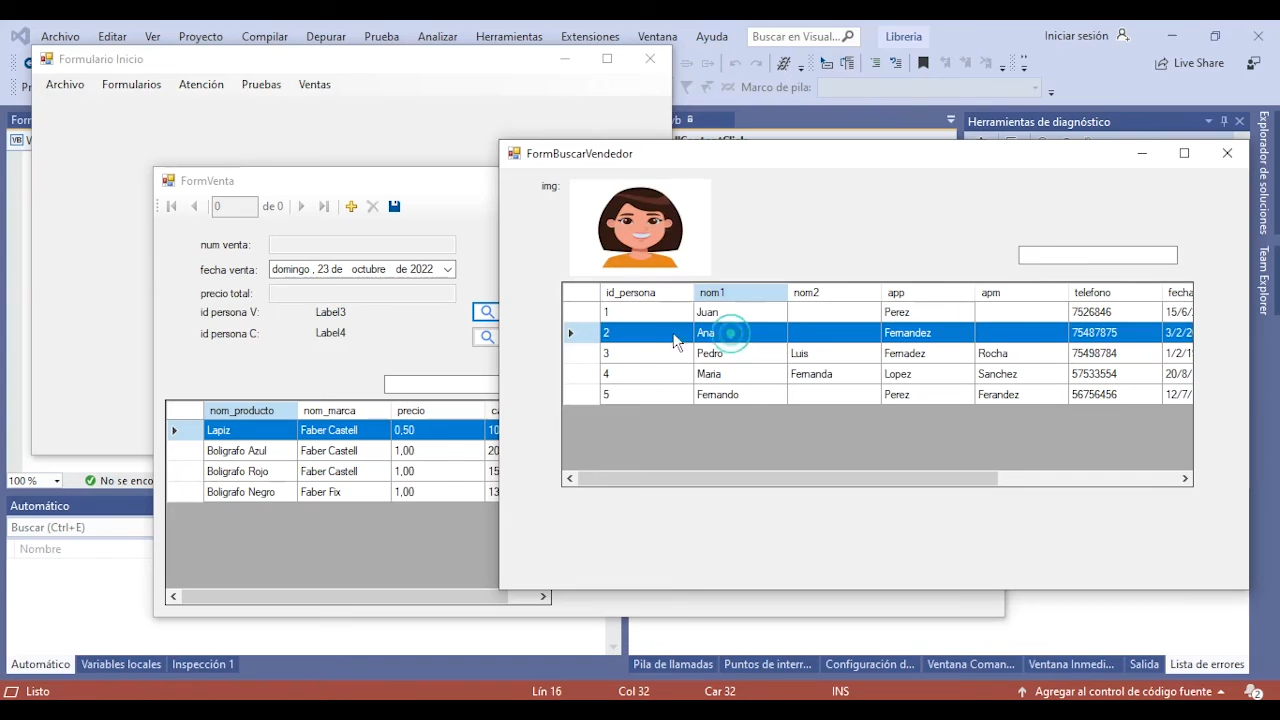 Archivo Editar Ver Proyecto Compilar Depurar Prueba Analizar Herramientas Extensiones Ventana Ayuda Buscar en Visual... Libreria Iniciar sesión
Formulario Inicio
Live Share
Archivo Formularios Atención Pruebas Ventas
Marco de pila:
Herramientas de diagnóstico
Explorador de soluciones
Team Explorer
FormBuscarVendedor
img:
id_persona nom1 nom2 app apm telefono fecha
1 Juan Perez 7526846 15/6/
2 Ana Fernandez 75487875 3/2/2
3 Pedro Luis Fernadez Rocha 75498784 1/2/1
4 Maria Fernanda Lopez Sanchez 57533554 20/8/
5 Fernando Perez Ferandez 56756456 12/7/
FormVenta
0 de 0
num venta:
fecha venta: domingo , 23 de octubre de 2022
precio total:
id persona V: Label3
id persona C: Label4
nom_producto nom_marca precio ca
Lapiz Faber Castell 0,50 10
Boligrafo Azul Faber Castell 1,00 20
Boligrafo Rojo Faber Castell 1,00 15
Boligrafo Negro Faber Fix 1,00 13
100 % No se enco
Automático
Buscar (Ctrl+E)
Nombre
Automático Variables locales Inspección 1
Pila de llamadas Puntos de interr... Configuración d... Ventana Coman... Ventana Inmedi... Salida Lista de errores
Listo Lín 16 Col 32 Car 32 INS Agregar al control de código fuente 2